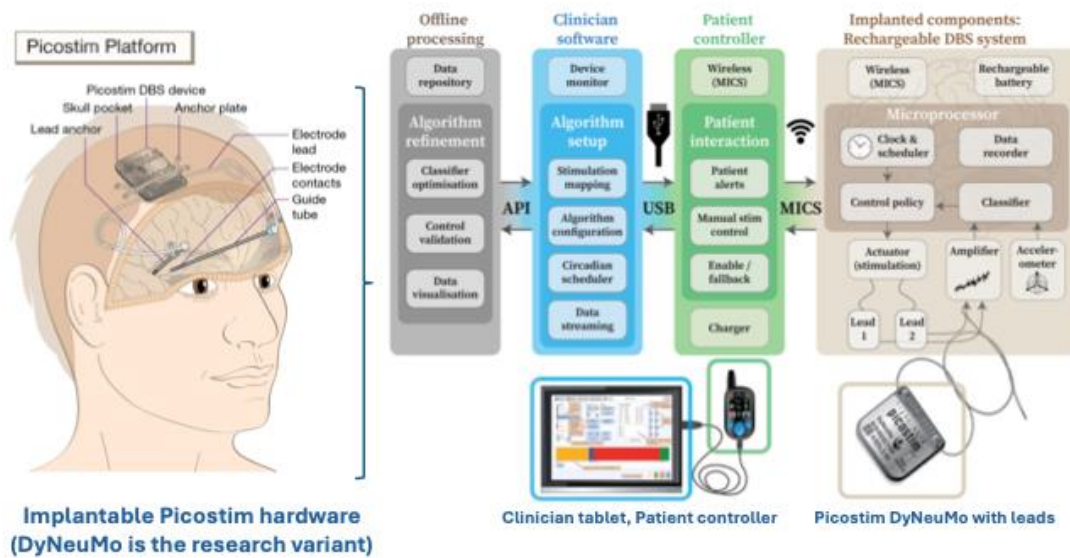 Picostim Platform
Picostim DBS device
Skull pocket
Anchor plate
Lead anchor
Electrode
lead
Electrode
contacts
Guide
tube
Implantable Picostim hardware
(DyNeuMo is the research variant)
Offline
processing
Data
repository
Algorithm
refinement
Classifier
optimisation
Control
validation
Data
visualisation
API
Clinician
software
Device
monitor
Algorithm
setup
Stimulation
mapping
Algorithm
configuration
Circadian
scheduler
Data
streaming
USB
Patient
controller
Wireless
(MICS)
Patient
interaction
Patient
alerts
Manual stim
control
Enable /
fallback
Charger
MICS
Implanted components:
Rechargeable DBS system
Wireless
(MICS)
Rechargeable
battery
Microprocessor
Clock &
scheduler
Data
recorder
Control policy
Classifier
Actuator
(stimulation)
Amplifier
Acceler-
ometer
Lead
1
Lead
2
picostim
Clinician tablet, Patient controller
Picostim DyNeuMo with leads